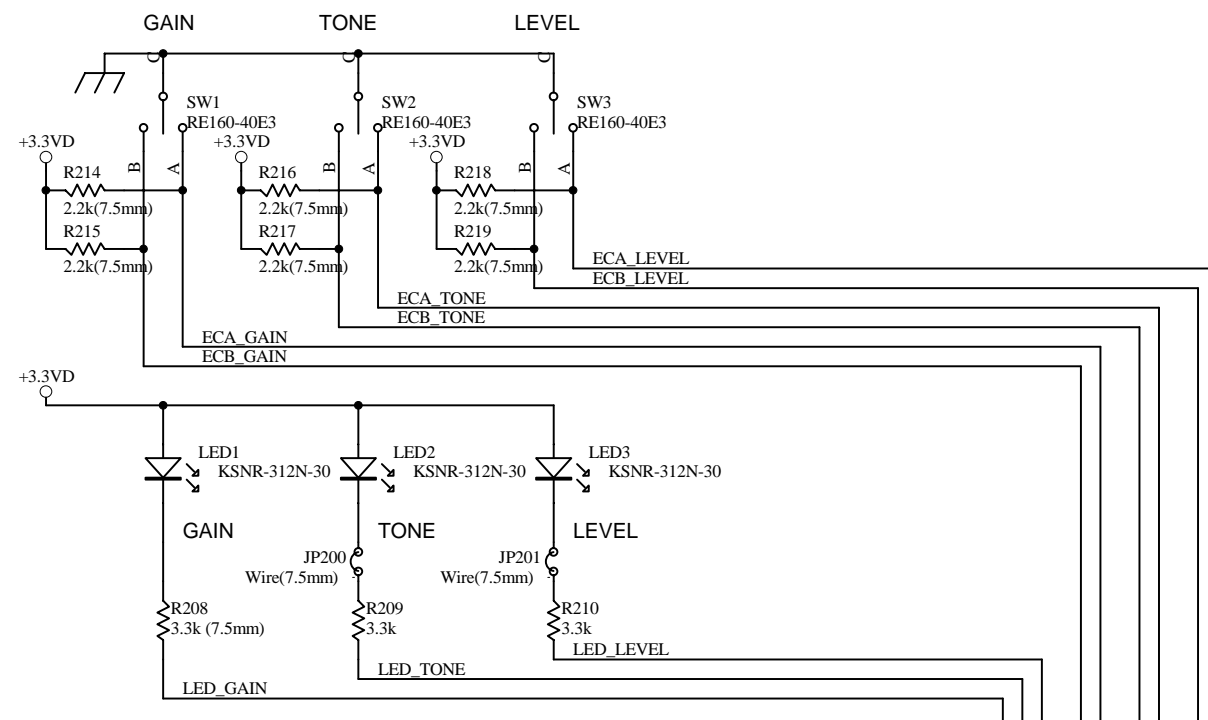 GAIN TONE LEVEL
D D D
SW1 SW2 SW3
RE160-40E3 RE160-40E3 RE160-40E3
+3.3VD +3.3VD +3.3VD
B A B A B A
R214 R216 R218
2.2k(7.5mm) 2.2k(7.5mm) 2.2k(7.5mm)
R215 R217 R219
2.2k(7.5mm) 2.2k(7.5mm) 2.2k(7.5mm)
ECA_LEVEL
ECB_LEVEL
ECA_TONE
ECB_TONE
ECA_GAIN
ECB_GAIN
+3.3VD
LED1 LED2 LED3
KSNR-312N-30 KSNR-312N-30 KSNR-312N-30
GAIN TONE LEVEL
JP200 JP201
Wire(7.5mm) Wire(7.5mm)
R208 R209 R210
3.3k (7.5mm) 3.3k 3.3k
LED_LEVEL
LED_TONE
LED_GAIN